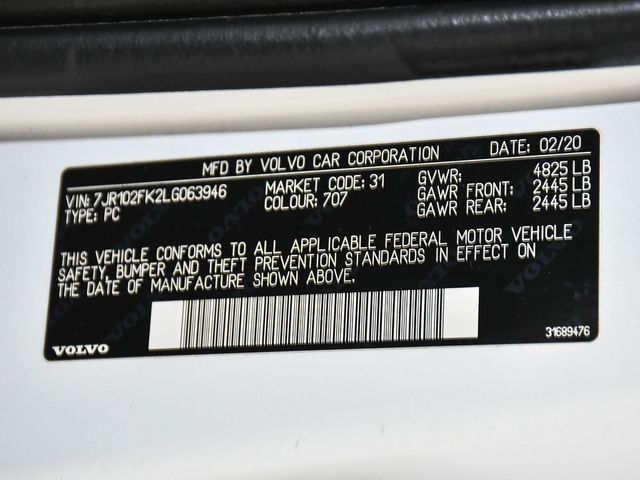 MFD BY VOLVO CAR CORPORATION DATE: 02/20
VIN: 7JR102FK2LG063946 MARKET CODE: 31 GVWR: 4825 LB
TYPE: PC COLOUR: 707 GAWR FRONT: 2445 LB
GAWR REAR: 2445 LB
THIS VEHICLE CONFORMS TO ALL APPLICABLE FEDERAL MOTOR VEHICLE
SAFETY, BUMPER AND THEFT PREVENTION STANDARDS IN EFFECT ON
THE DATE OF MANUFACTURE SHOWN ABOVE.
VOLVO 31689476